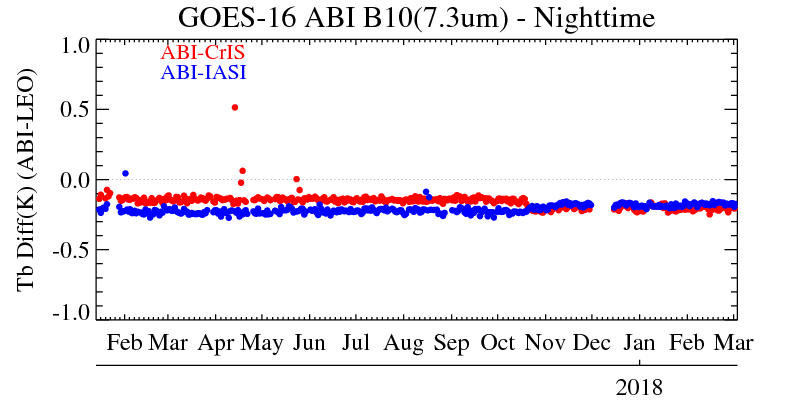 GOES-16 ABI B10(7.3um) - Nighttime
ABI-CrIS
ABI-IASI
Tb Diff(K) (ABI-LEO)
1.0
0.5
0.0
-0.5
-1.0
Feb Mar Apr May Jun Jul Aug Sep Oct Nov Dec Jan Feb Mar
2018